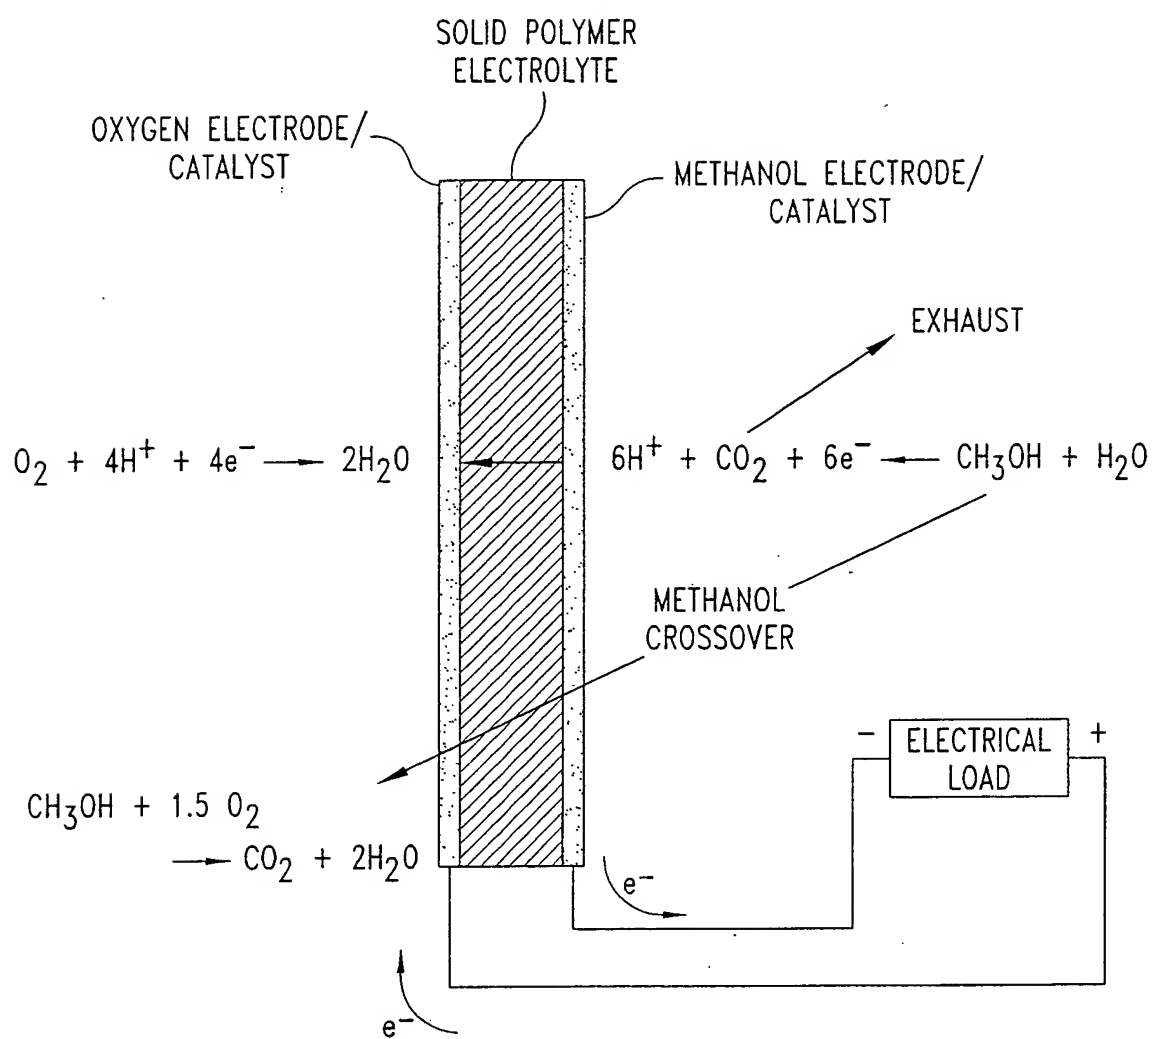 SOLID POLYMER
ELECTROLYTE
OXYGEN ELECTRODE/
CATALYST
METHANOL ELECTRODE/
CATALYST
EXHAUST
O₂ + 4H⁺ + 4e⁻ → 2H₂O
6H⁺ + CO₂ + 6e⁻ ← CH₃OH + H₂O
METHANOL
CROSSOVER
- ELECTRICAL +
LOAD
CH₃OH + 1.5 O₂
→ CO₂ + 2H₂O
e⁻
e⁻